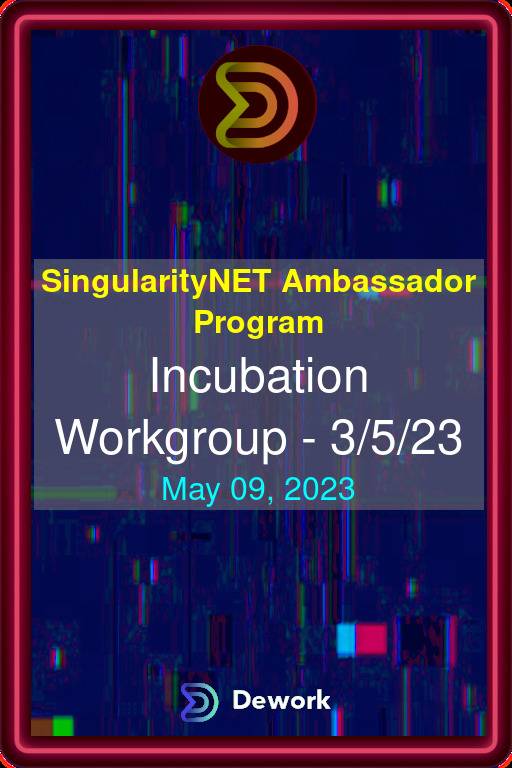 SingularityNET Ambassador
Program
Incubation
Workgroup - 3/5/23
May 09, 2023
Dework